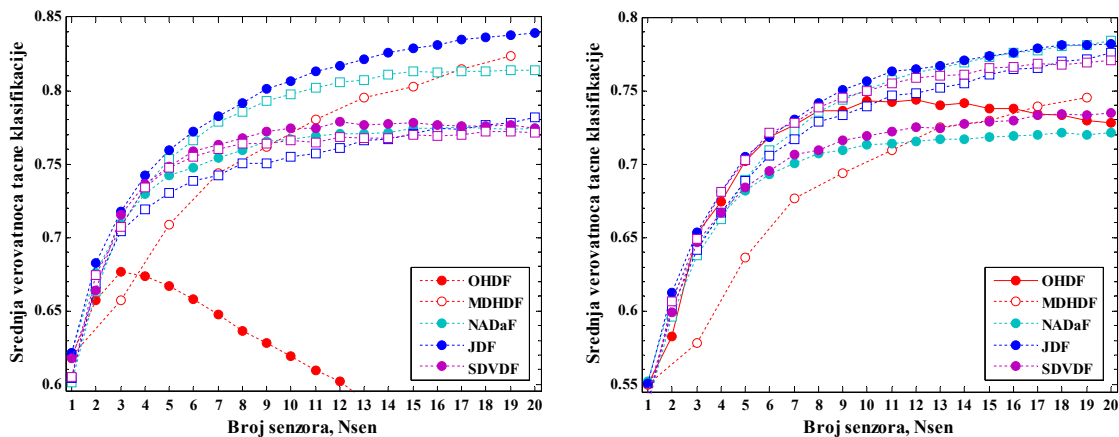 Srednja verovatnoca tacne klasifikacije
0.85
0.8
0.75
0.7
0.65
0.6
1 2 3 4 5 6 7 8 9 10 11 12 13 14 15 16 17 18 19 20
Broj senzora, Nsen
OHDF
MDHDF
NADaF
JDF
SDVDF
Srednja verovatnoca tacne klasifikacije
0.8
0.75
0.7
0.65
0.6
0.55
1 2 3 4 5 6 7 8 9 10 11 12 13 14 15 16 17 18 19 20
Broj senzora, Nsen
OHDF
MDHDF
NADaF
JDF
SDVDF